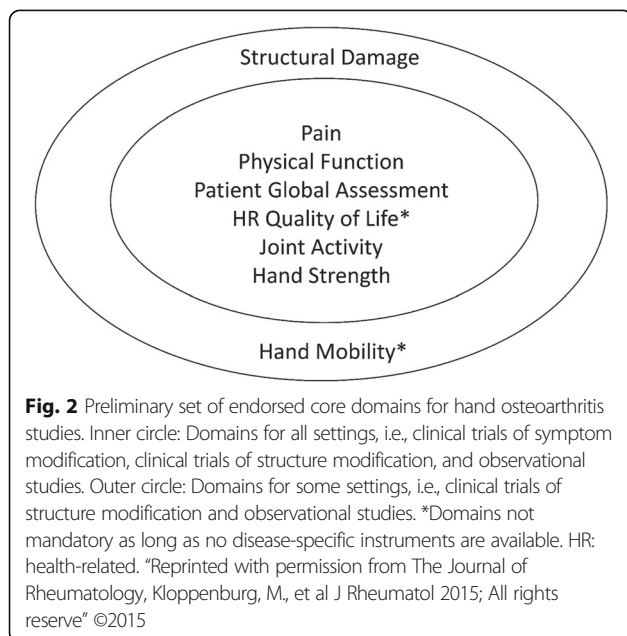 Structural Damage
Pain
Physical Function
Patient Global Assessment
HR Quality of Life*
Joint Activity
Hand Strength
Hand Mobility*
Fig. 2 Preliminary set of endorsed core domains for hand osteoarthritis
studies. Inner circle: Domains for all settings, i.e., clinical trials of symptom
modification, clinical trials of structure modification, and observational
studies. Outer circle: Domains for some settings, i.e., clinical trials of
structure modification and observational studies. *Domains not
mandatory as long as no disease-specific instruments are available. HR:
health-related. “Reprinted with permission from The Journal of
Rheumatology, Kloppenburg, M., et al J Rheumatol 2015; All rights
reserve” ©2015